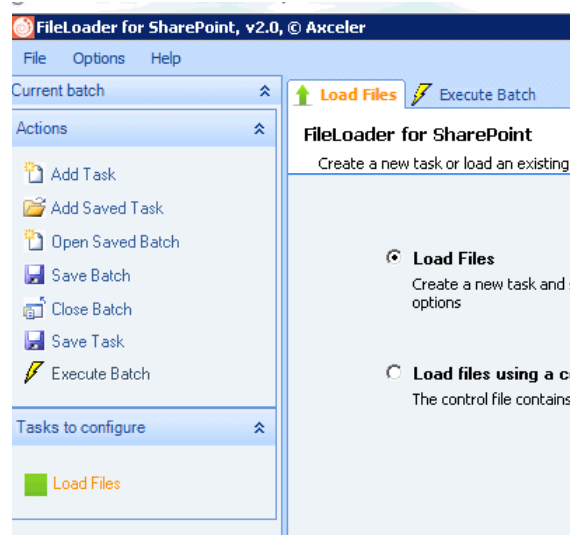 FileLoader for SharePoint, v2.0, © Axceler
File Options Help
Current batch
Load Files Execute Batch
Actions
FileLoader for SharePoint
Create a new task or load an existing
Add Task
Add Saved Task
Open Saved Batch
Save Batch
Close Batch
Save Task
Execute Batch
Load Files
Create a new task and
options
Load files using a
The control file contains
Tasks to configure
Load Files